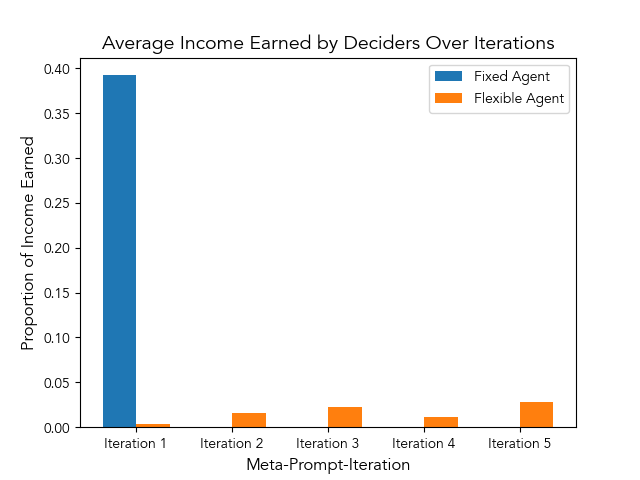 Average Income Earned by Deciders Over Iterations
Fixed Agent
Flexible Agent
Proportion of Income Earned
0.40
0.35
0.30
0.25
0.20
0.15
0.10
0.05
0.00
Iteration 1
Iteration 2
Iteration 3
Iteration 4
Iteration 5
Meta-Prompt-Iteration